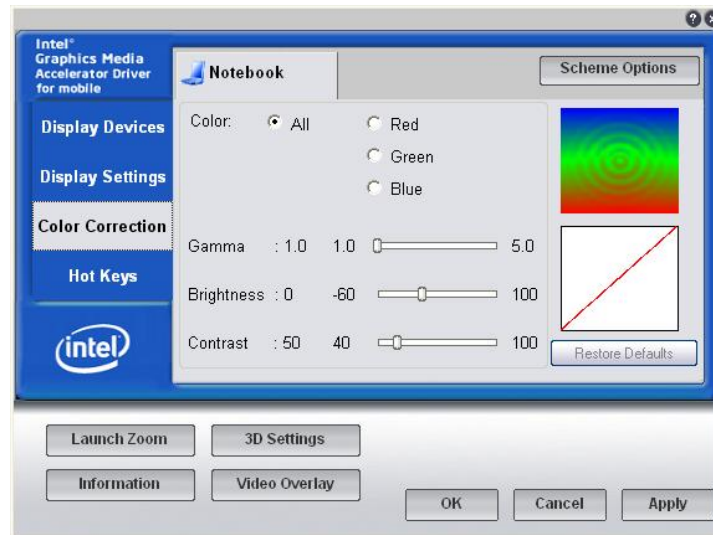 Intel®
Graphics Media
Accelerator Driver
for mobile
Notebook
Scheme Options
Display Devices
Display Settings
Color Correction
Hot Keys
intel
Color: All Red
Green
Blue
Gamma : 1.0 1.0 5.0
Brightness : 0 -60 100
Contrast : 50 40 100
Restore Defaults
Launch Zoom 3D Settings
Information Video Overlay
OK Cancel Apply